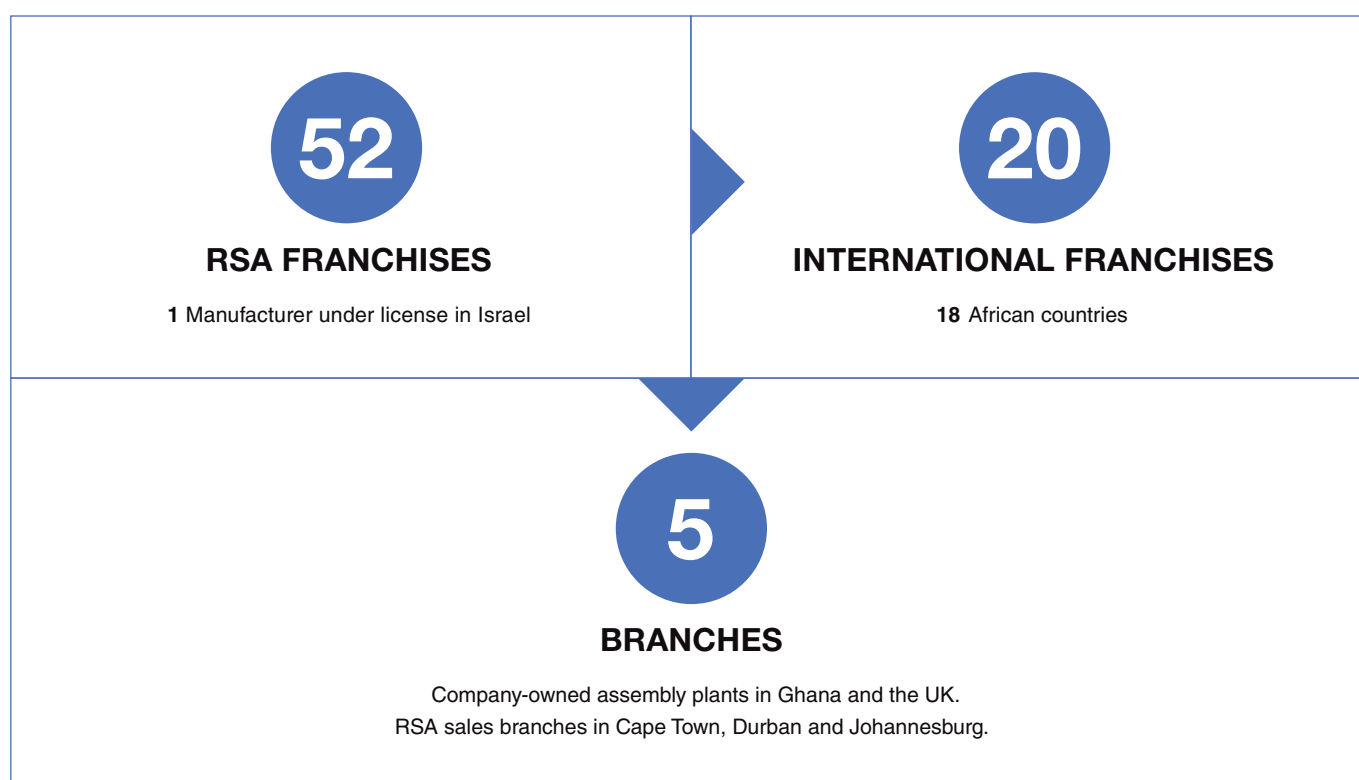 52
RSA FRANCHISES
1 Manufacturer under license in Israel
20
INTERNATIONAL FRANCHISES
18 African countries
5
BRANCHES
Company-owned assembly plants in Ghana and the UK.
RSA sales branches in Cape Town, Durban and Johannesburg.